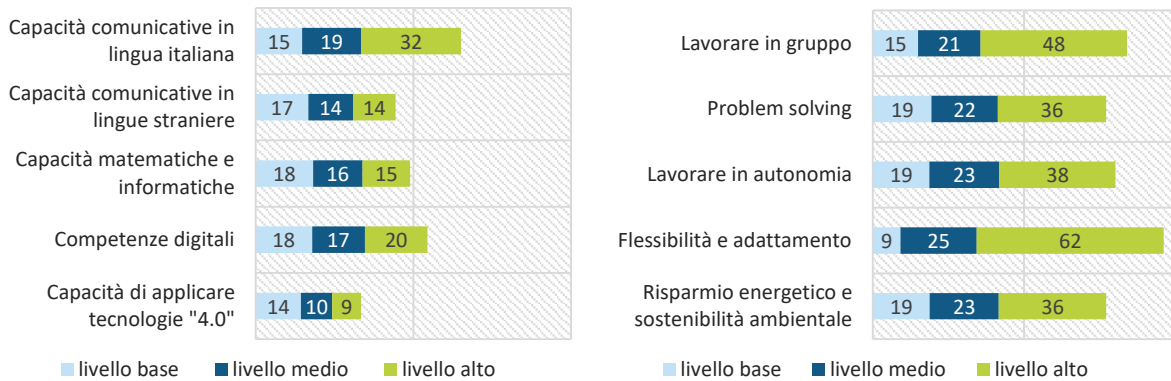 Capacità comunicative in
lingua italiana
15 19 32
Capacità comunicative in
lingue straniere
17 14 14
Capacità matematiche e
informatiche
18 16 15
Competenze digitali
18 17 20
Capacità di applicare
tecnologie "4.0"
14 10 9
livello base livello medio livello alto
Lavorare in gruppo
15 21 48
Problem solving
19 22 36
Lavorare in autonomia
19 23 38
Flessibilità e adattamento
9 25 62
Risparmio energetico e
sostenibilità ambientale
19 23 36
livello base livello medio livello alto